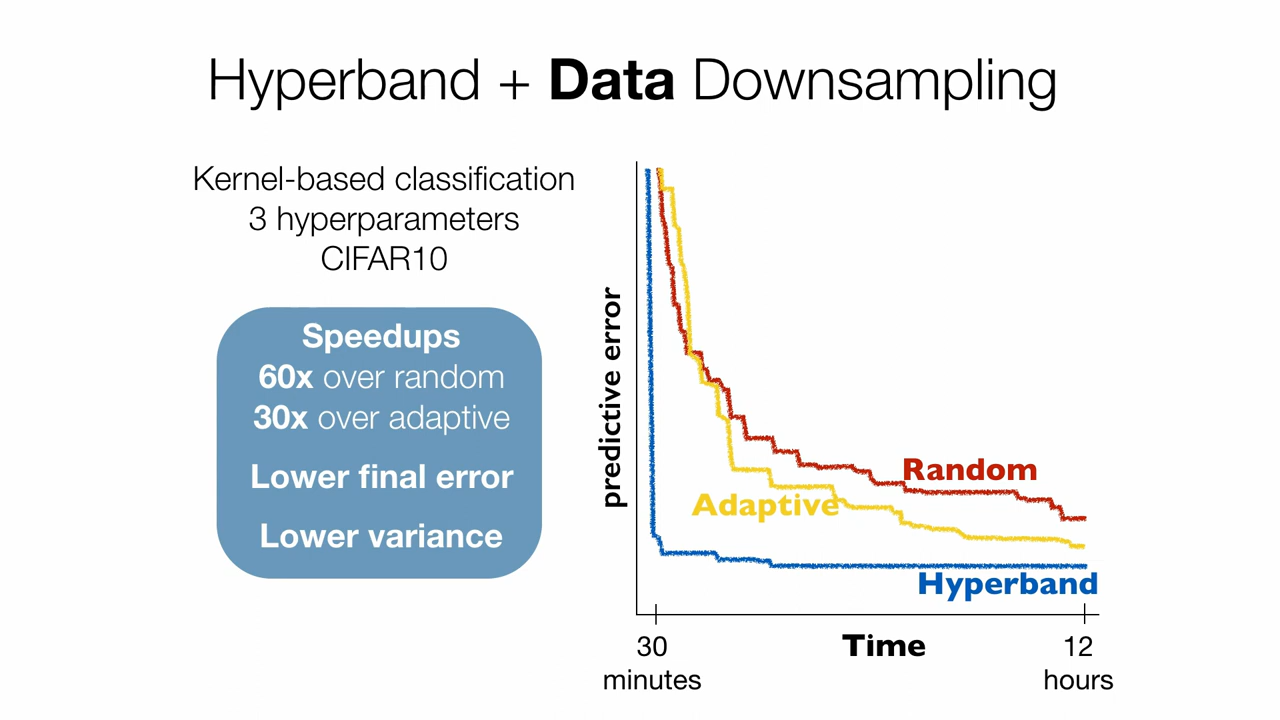 Hyperband + Data Downsampling
Kernel-based classification
3 hyperparameters
CIFAR10
Speedups
60x over random
30x over adaptive
Lower final error
Lower variance
predictive error
Random
Adaptive
Hyperband
30
minutes
Time
12
hours